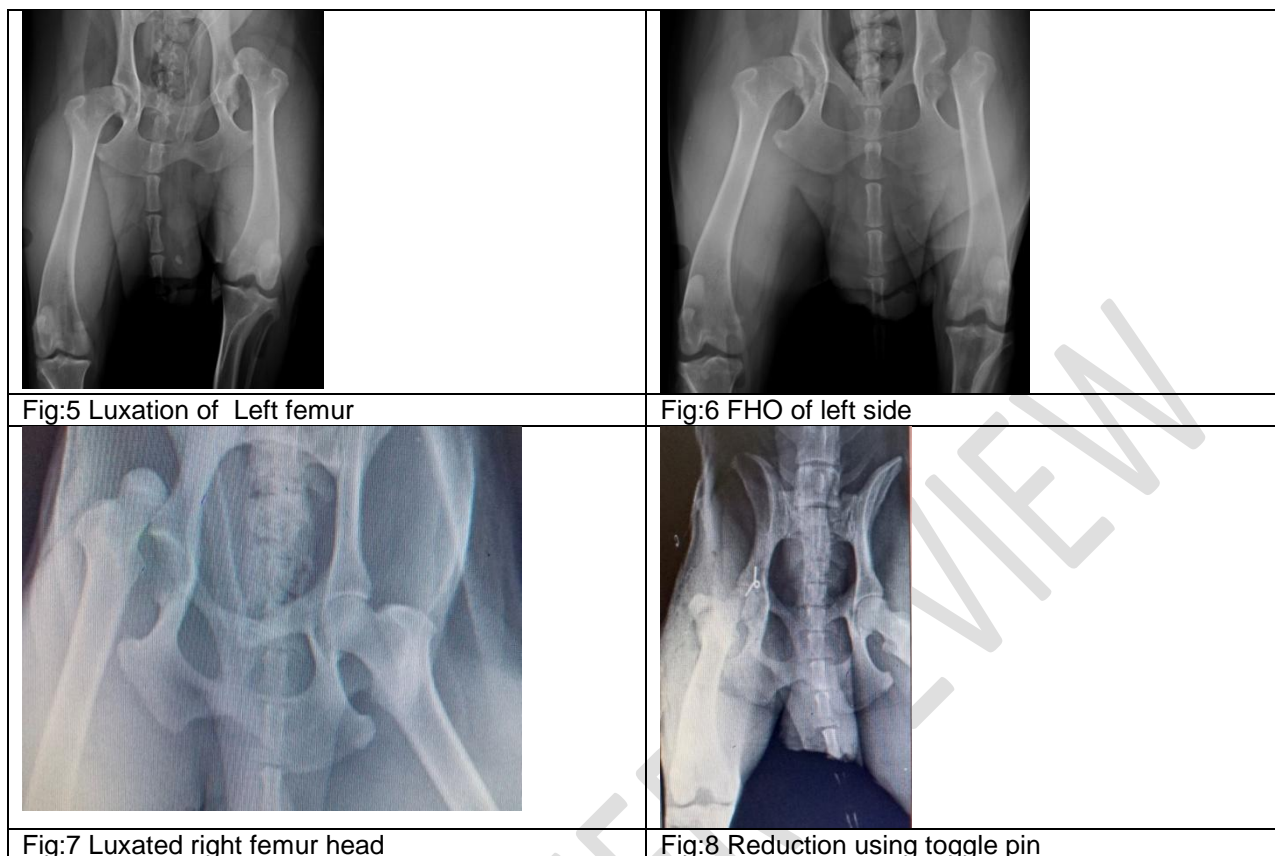 Fig:5 Luxation of  Left femur
Fig:6 FHO of left side
Fig:7 Luxated right femur head
Fig:8 Reduction using toggle pin
EVIEW